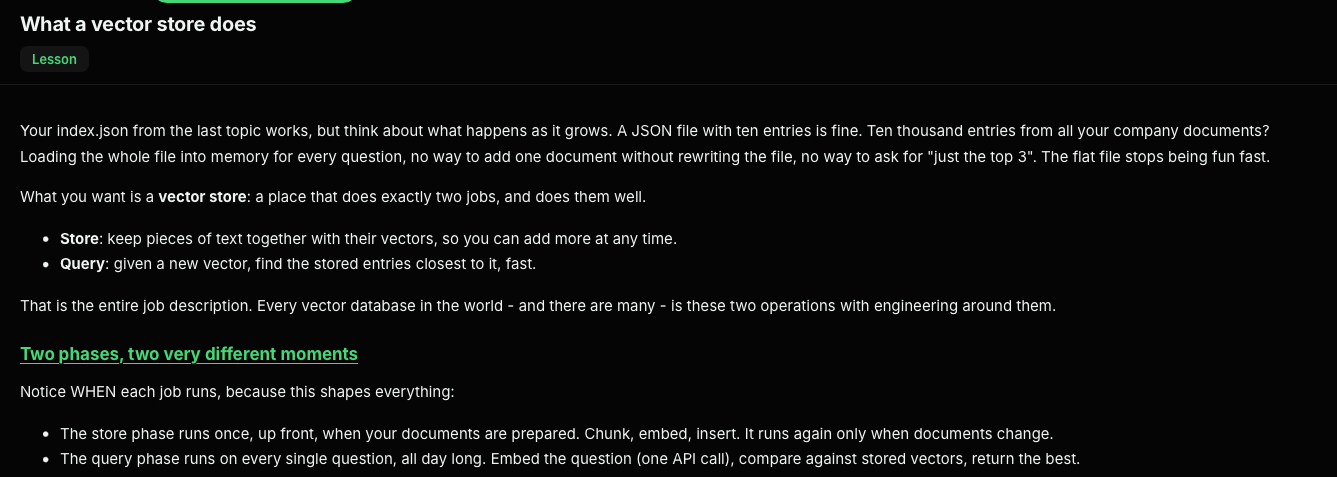 What a vector store does
Lesson
Your index.json from the last topic works, but think about what happens as it grows. A JSON file with ten entries is fine. Ten thousand entries from all your company documents?
Loading the whole file into memory for every question, no way to add one document without rewriting the file, no way to ask for "just the top 3". The flat file stops being fun fast.
What you want is a vector store: a place that does exactly two jobs, and does them well.
• Store: keep pieces of text together with their vectors, so you can add more at any time.
• Query: given a new vector, find the stored entries closest to it, fast.
That is the entire job description. Every vector database in the world - and there are many - is these two operations with engineering around them.
Two phases, two very different moments
Notice WHEN each job runs, because this shapes everything:
• The store phase runs once, up front, when your documents are prepared. Chunk, embed, insert. It runs again only when documents change.
• The query phase runs on every single question, all day long. Embed the question (one API call), compare against stored vectors, return the best.